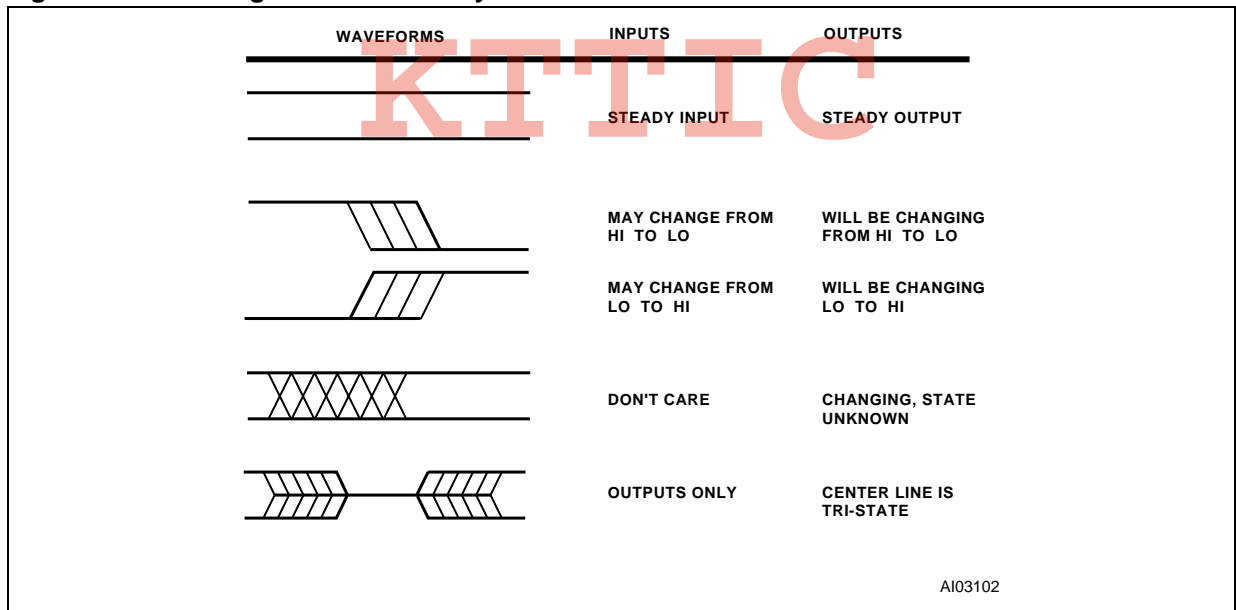 WAVEFORMS INPUTS OUTPUTS
KTTIC
STEADY INPUT STEADY OUTPUT
MAY CHANGE FROM
HI TO LO
WILL BE CHANGING
FROM HI TO LO
MAY CHANGE FROM
LO TO HI
WILL BE CHANGING
LO TO HI
DON'T CARE
CHANGING, STATE
UNKNOWN
OUTPUTS ONLY
CENTER LINE IS
TRI-STATE
AI03102